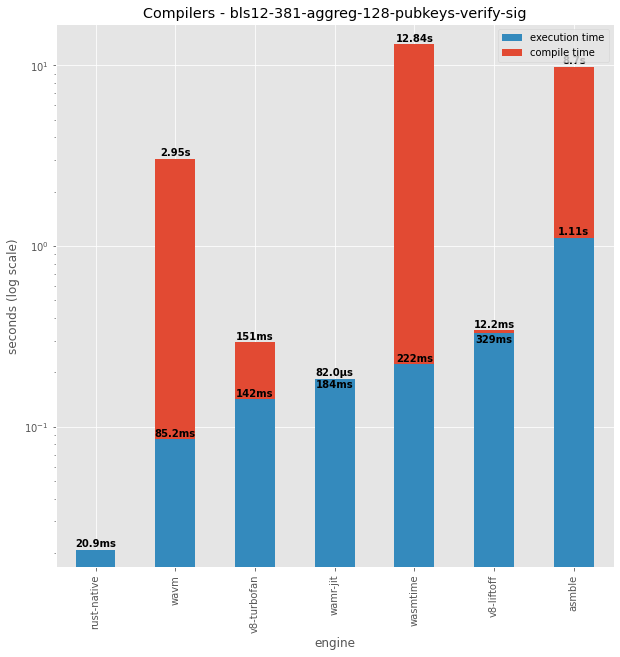 Compilers - bls12-381-aggreg-128-pubkeys-verify-sig
execution time
compile time
12.84s
8.7s
10¹
2.95s
1.11s
10⁰
12.2ms
151ms
329ms
82.0µs
184ms
222ms
142ms
10⁻¹
85.2ms
20.9ms
seconds (log scale)
rust-native
wavm
v8-turbofan
wamr-jit
wasmtime
v8-liftoff
asmble
engine